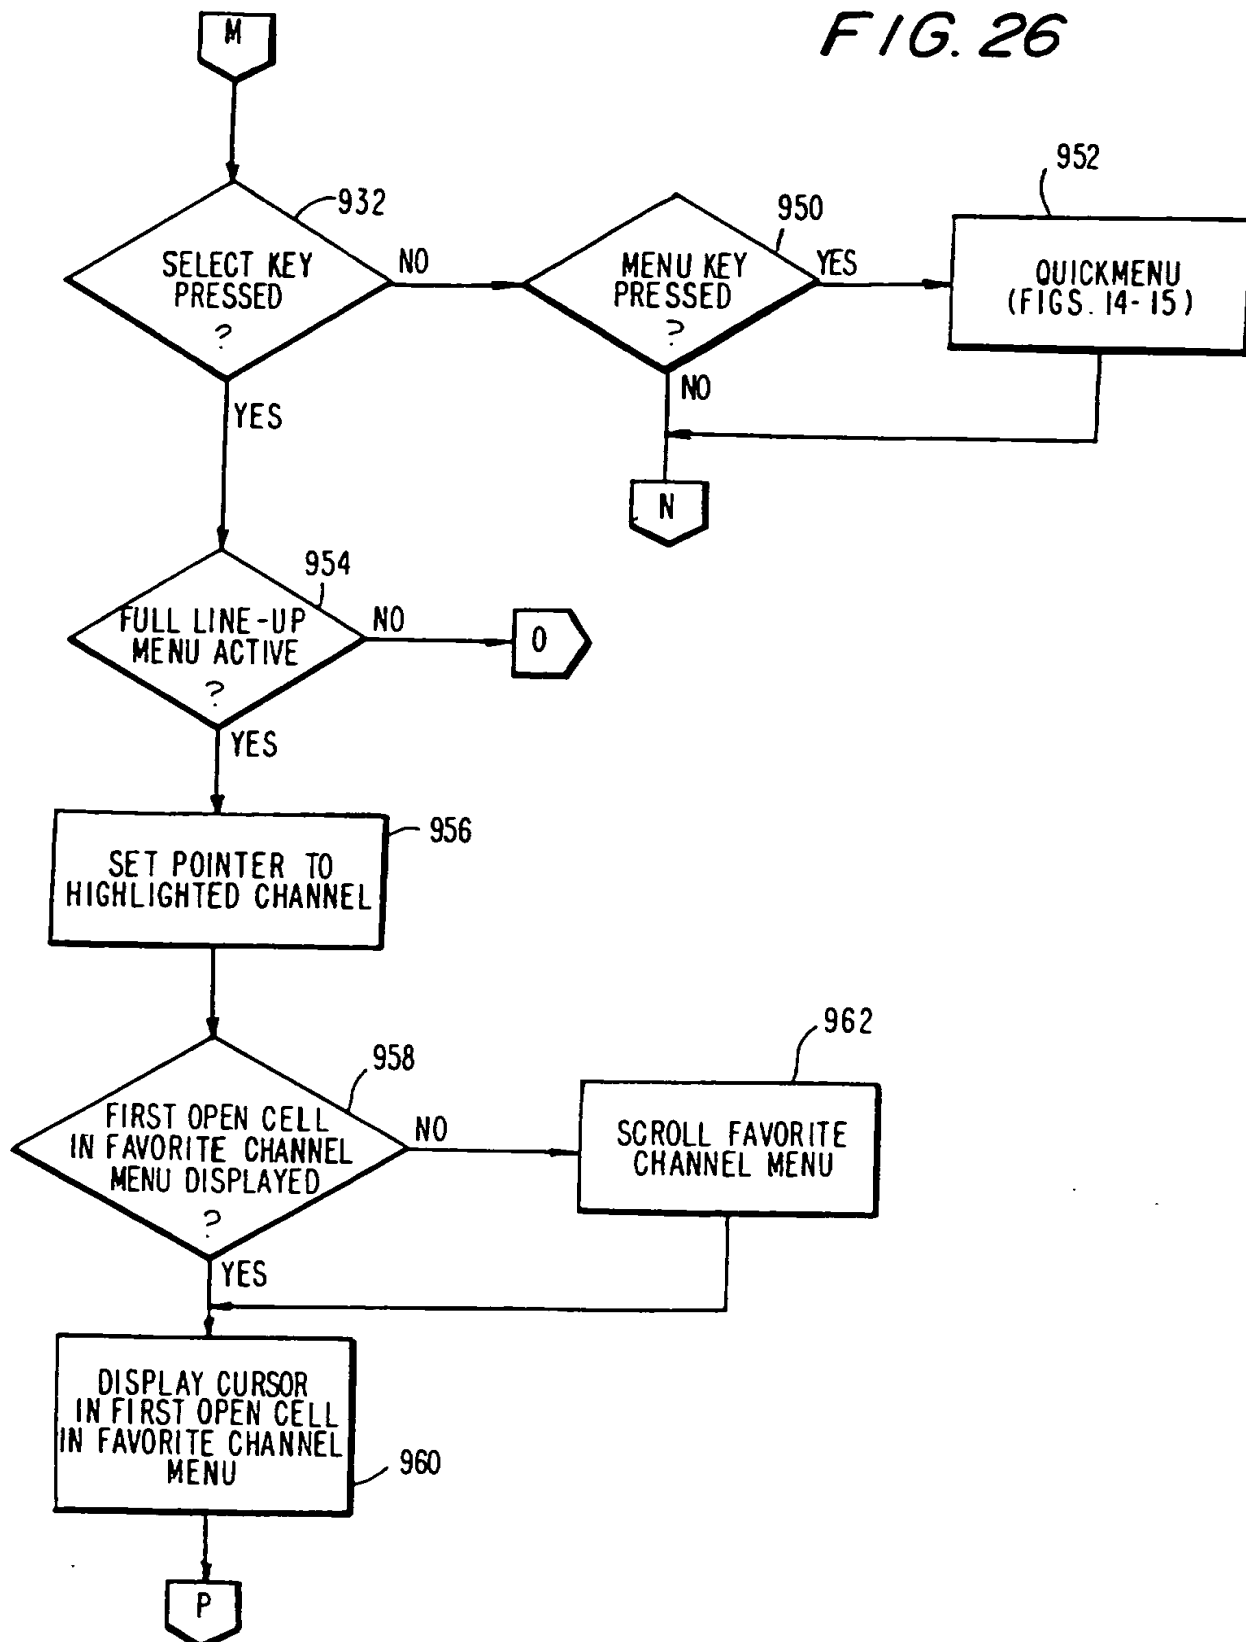 FIG. 26
M
932
SELECT KEY
PRESSED
?
NO
YES
950
MENU KEY
PRESSED
?
YES
NO
952
QUICKMENU
(FIGS. 14-15)
N
954
FULL LINE-UP
MENU ACTIVE
?
NO
O
YES
956
SET POINTER TO
HIGHLIGHTED CHANNEL
958
FIRST OPEN CELL
IN FAVORITE CHANNEL
MENU DISPLAYED
?
NO
YES
962
SCROLL FAVORITE
CHANNEL MENU
DISPLAY CURSOR
IN FIRST OPEN CELL
IN FAVORITE CHANNEL
MENU
960
P